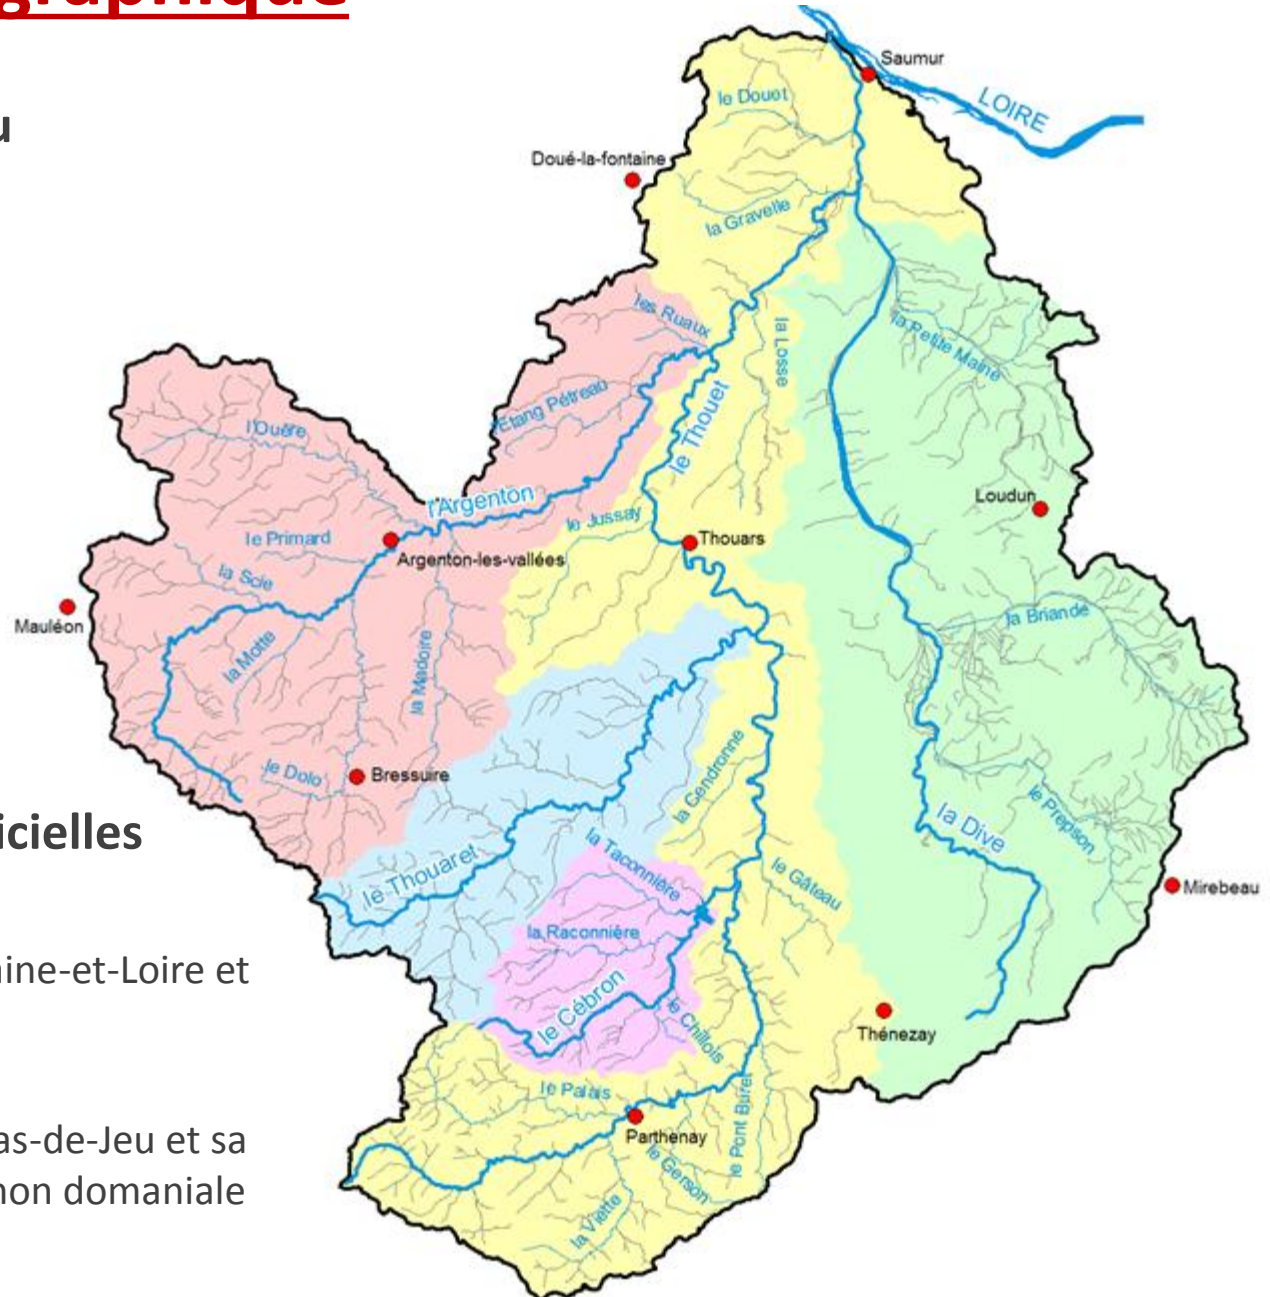 graphique
u
icielles
aine-et-Loire et
as-de-Jeu et sa
non domaniale
Saumur
LOIRE
le Douet
Doué-la-fontaine
la Gravelle
les Ruaux
la Losse
la Petite Maine
Etang Pétreau
le Thouet
l'Ouère
l'Argenton
Loudun
le Jussay
le Primard
Thouars
Argenton-les-vallées
la Scie
Mauléon
la Briande
la Motte
la Madoire
la Cendronne
le Dolo
Bressuire
le Prepson
la Dive
la Taconnière
le Thouaret
le Gâteau
Mirebeau
la Raconnière
le Cébron
le Chillois
Thénezay
le Palais
Parthenay
le Pont Buret
le Gerson
la Viette